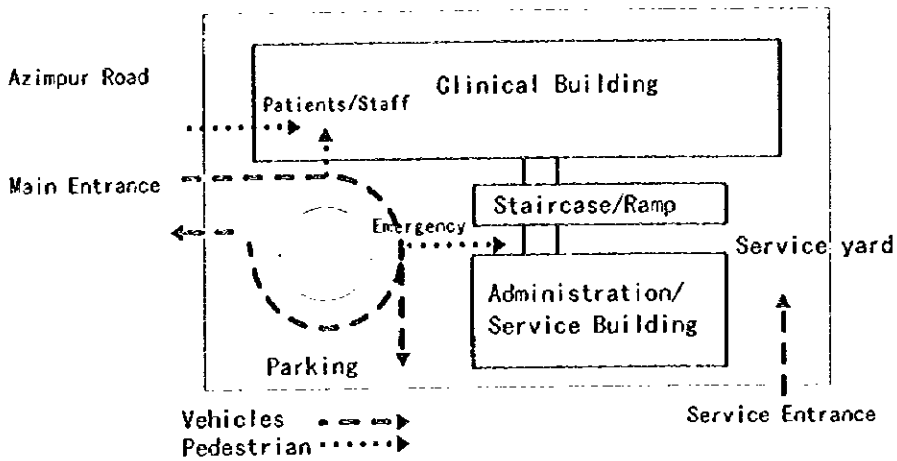 Clinical Building
Azimpur Road
Patients/Staff
Main Entrance
Staircase/Ramp
Emergency
Service yard
Administration/
Service Building
Parking
Vehicles
Service Entrance
Pedestrian